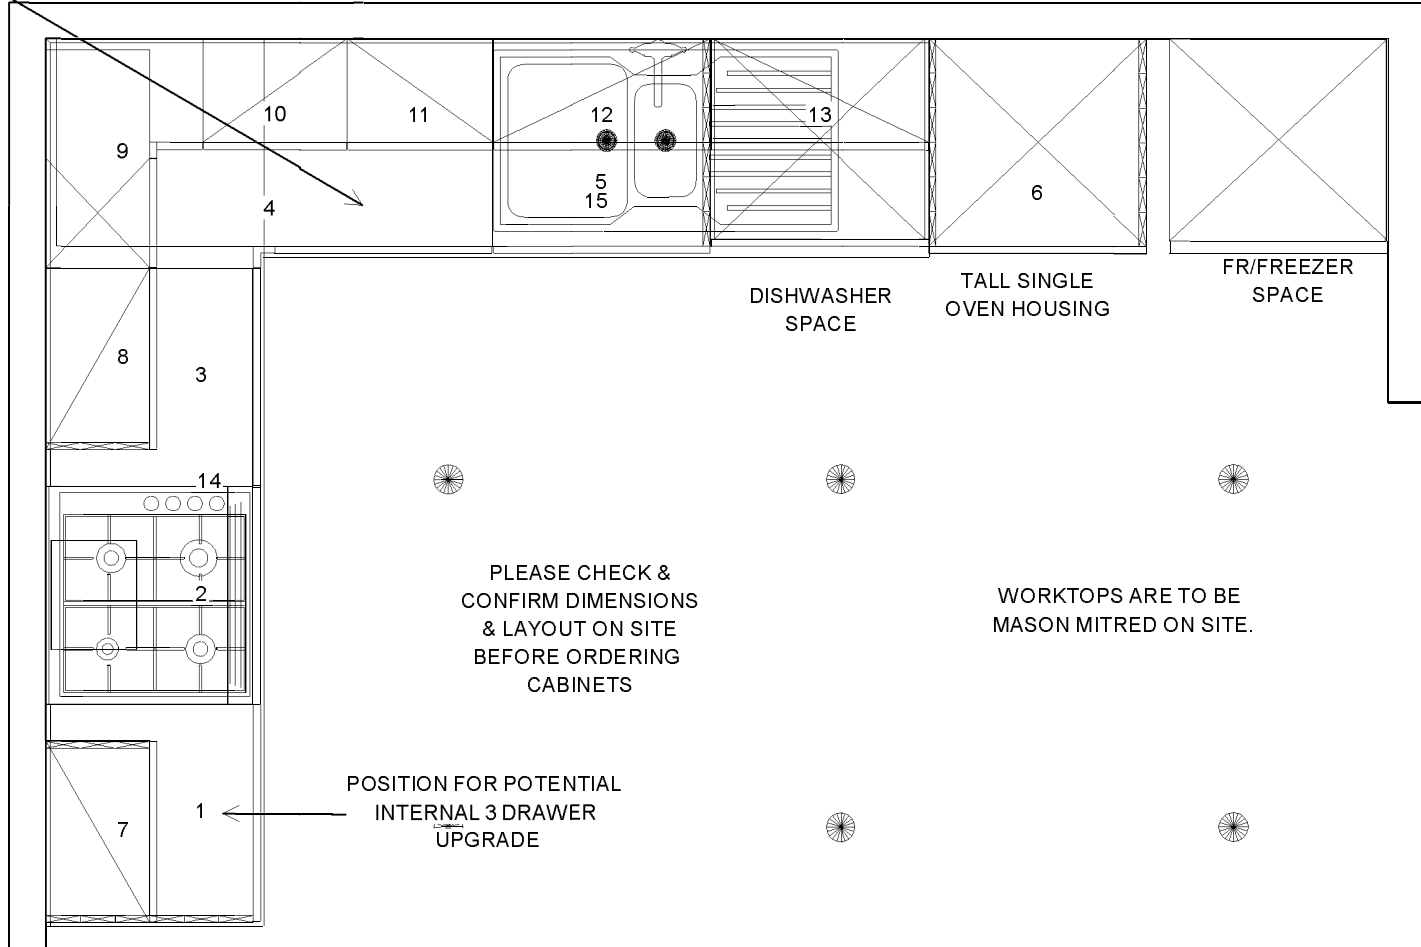 10
11
12
13
9
5
15
6
4
FR/FREEZER
SPACE
TALL SINGLE
OVEN HOUSING
DISHWASHER
SPACE
8
3
14
2
PLEASE CHECK &
CONFIRM DIMENSIONS
& LAYOUT ON SITE
BEFORE ORDERING
CABINETS
WORKTOPS ARE TO BE
MASON MITRED ON SITE.
POSITION FOR POTENTIAL
INTERNAL 3 DRAWER
UPGRADE
1
7